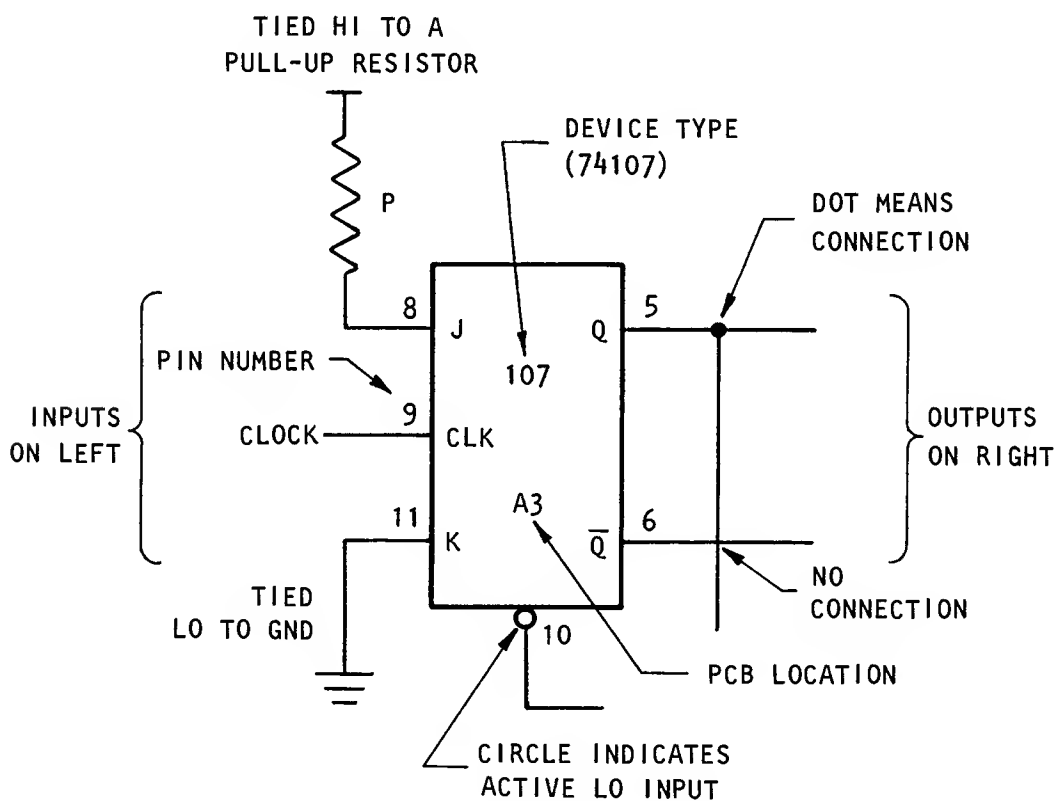 TIED HI TO A
PULL-UP RESISTOR
DEVICE TYPE
(74107)
P
DOT MEANS
CONNECTION
8
5
J
Q
PIN NUMBER
107
9
INPUTS
ON LEFT
CLOCK
CLK
OUTPUTS
ON RIGHT
11
A3
6
K
Q̅
NO
CONNECTION
TIED
LO TO GND
10
PCB LOCATION
CIRCLE INDICATES
ACTIVE LO INPUT